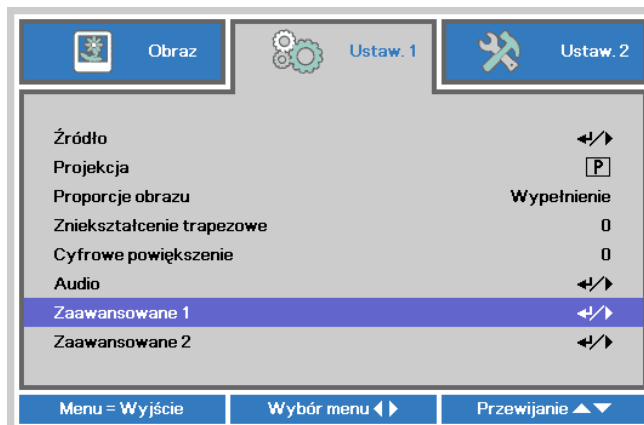 Obraz Ustaw. 1 Ustaw. 2
Źródło
Projekcja P
Proporcje obrazu Wypełnienie
Zniekształcenie trapezowe 0
Cyfrowe powiększenie 0
Audio
Zaawansowane 1
Zaawansowane 2
Menu = Wyjście Wybór menu Przewijanie